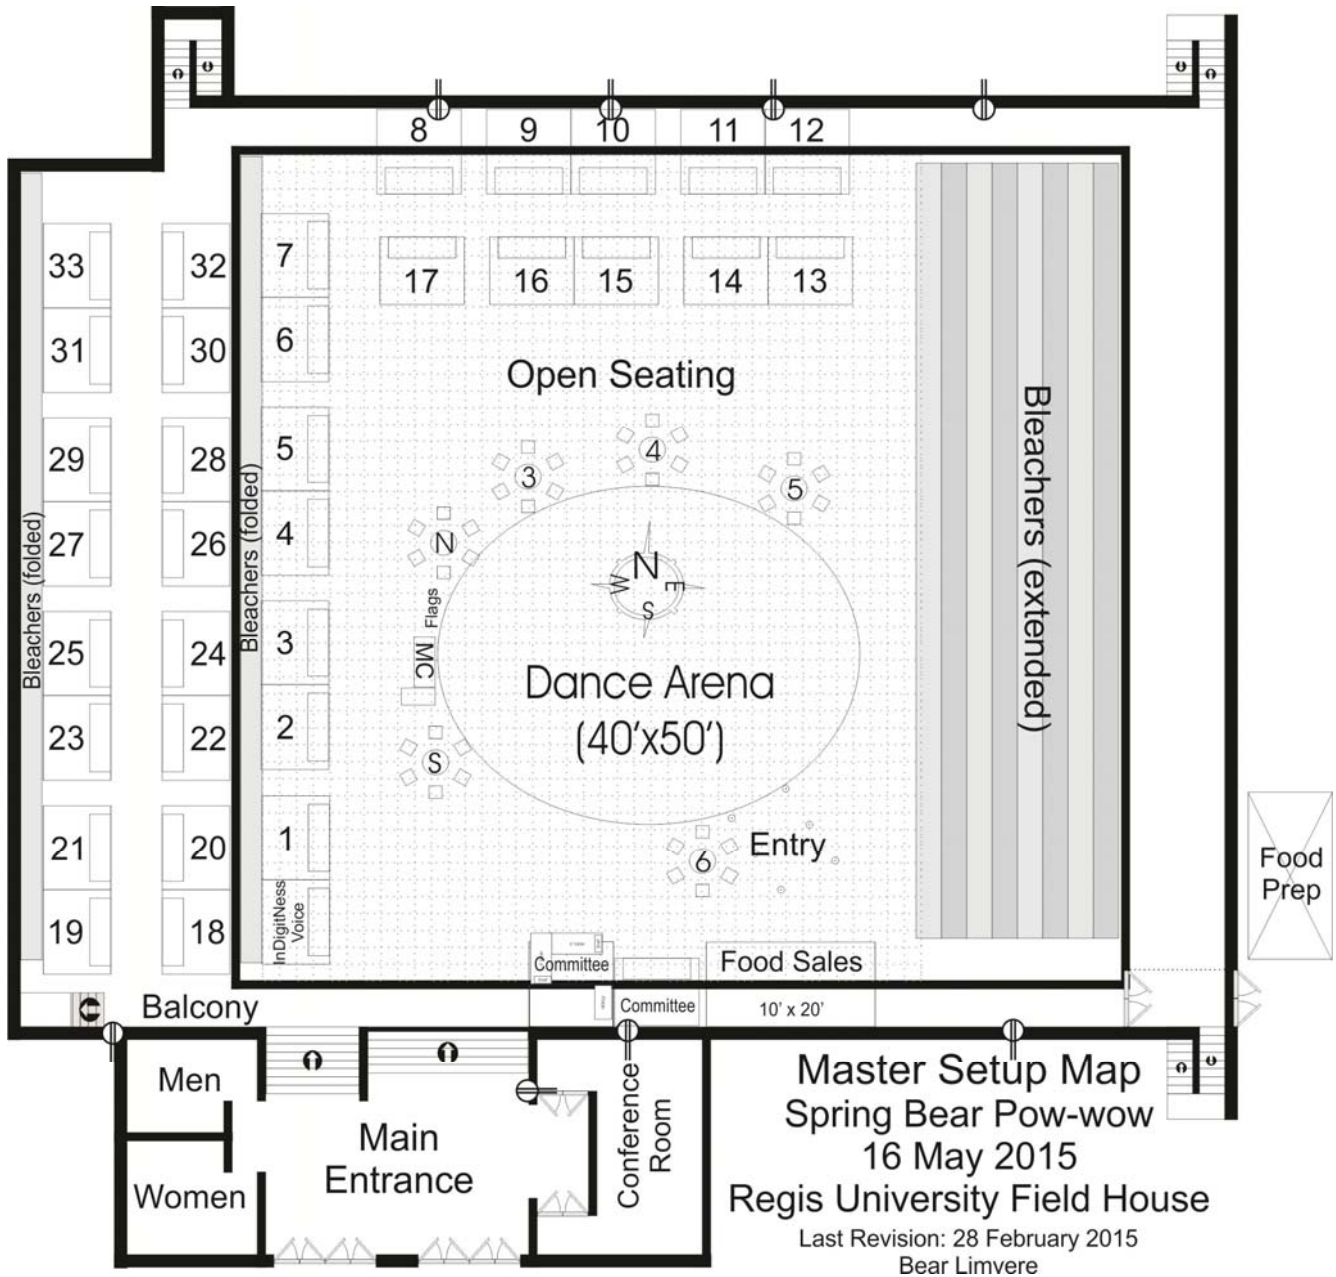 8
9
10
11
12
7
17
16
15
14
13
33
32
6
31
30
Open Seating
5
29
28
3
4
5
Bleachers (extended)
4
27
26
N
Bleachers (folded)
Bleachers (folded)
Flags
N
W
E
S
3
25
24
MC
Dance Arena
(40'x50')
2
23
22
S
1
21
20
6
Entry
Food
Prep
InDigitNess
Voice
19
18
Committee
Food Sales
Committee
10' x 20'
Balcony
Men
Women
Main
Entrance
Conference
Room
Master Setup Map
Spring Bear Pow-wow
16 May 2015
Regis University Field House
Last Revision: 28 February 2015
Bear Limvere